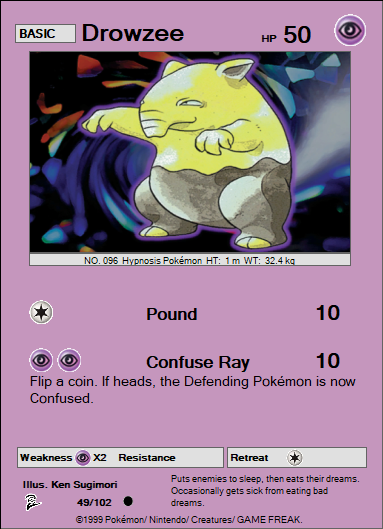 BASIC Drowzee HP 50
NO. 096 Hypnosis Pokémon HT: 1 m WT: 32.4 kg
Pound 10
Confuse Ray 10
Flip a coin. If heads, the Defending Pokémon is now
Confused.
Weakness X2 Resistance Retreat
Illus. Ken Sugimori
49/102
Puts enemies to sleep, then eats their dreams.
Occasionally gets sick from eating bad
dreams.
©1999 Pokémon/ Nintendo/ Creatures/ GAME FREAK.